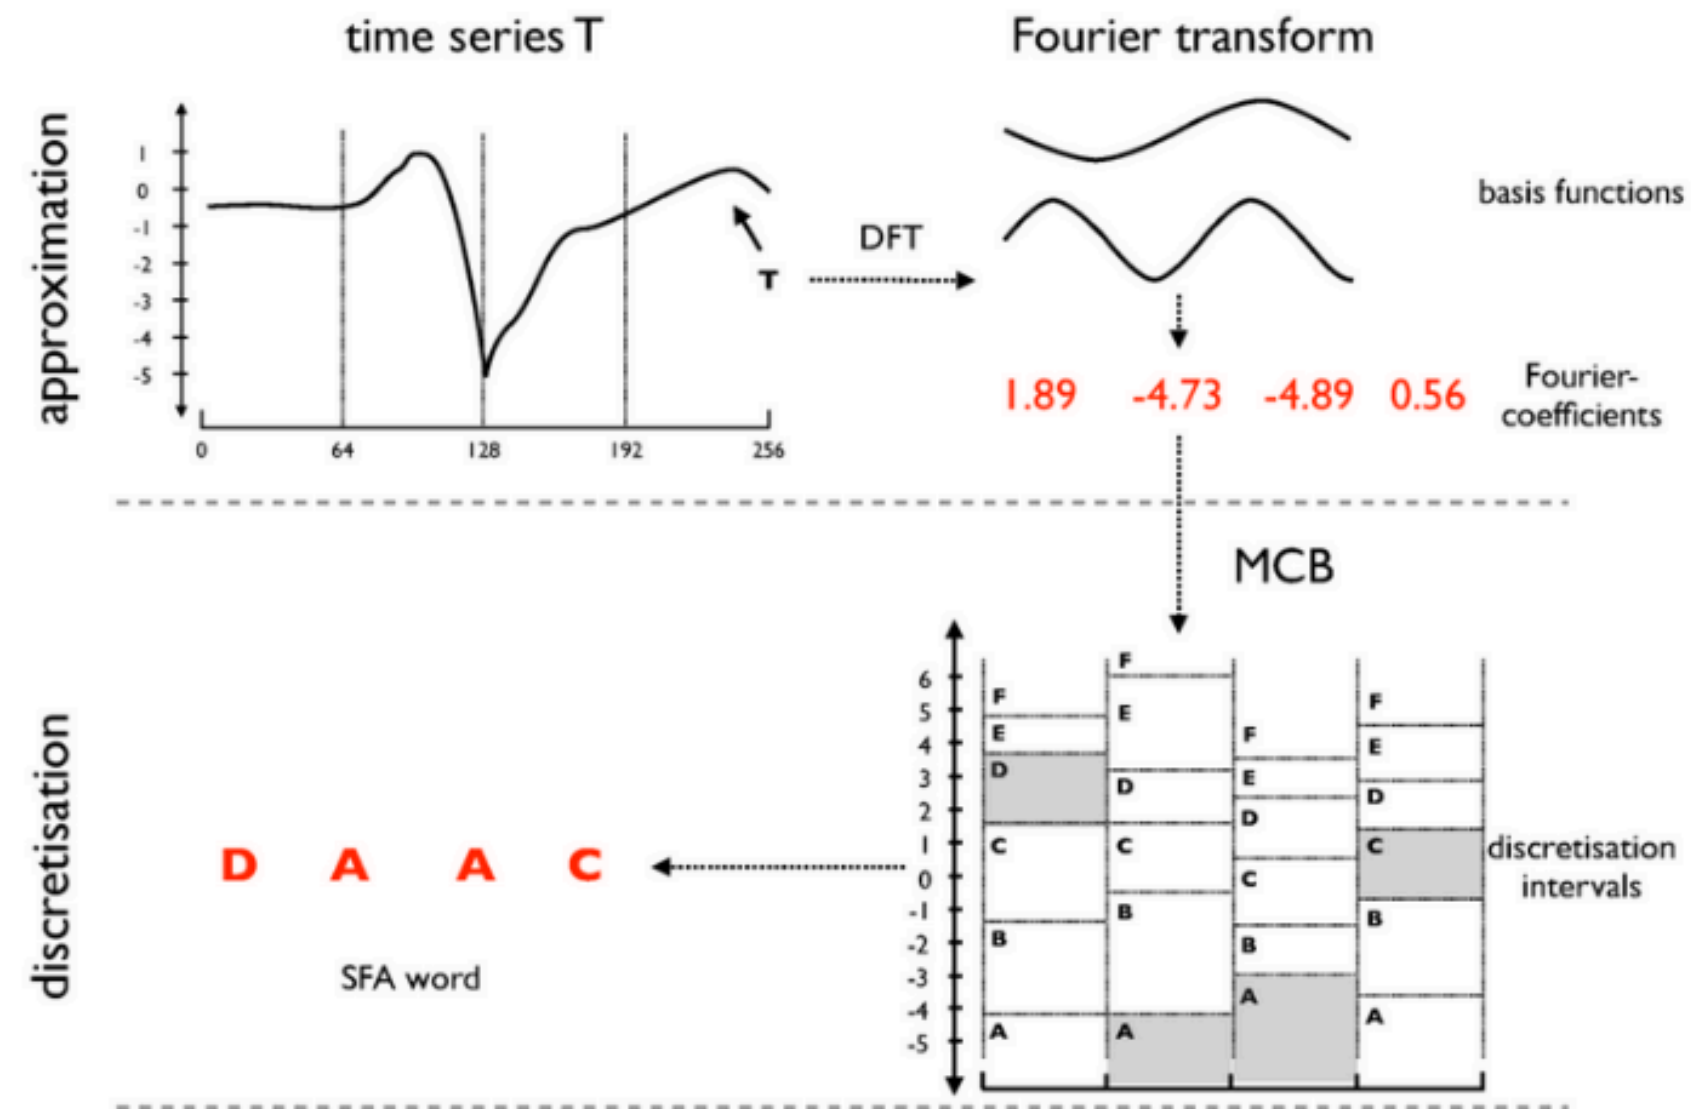 time series T
Fourier transform
approximation
1
0
-1
-2
-3
-4
-5
0 64 128 192 256
T
DFT
basis functions
1.89 -4.73 -4.89 0.56
Fourier-
coefficients
MCB
discretisation
D A A C
SFA word
6
5
4
3
2
1
0
-1
-2
-3
-4
-5
F
E
D
C
B
A
F
E
D
C
B
A
F
E
D
C
B
A
F
E
D
C
B
A
discretisation
intervals